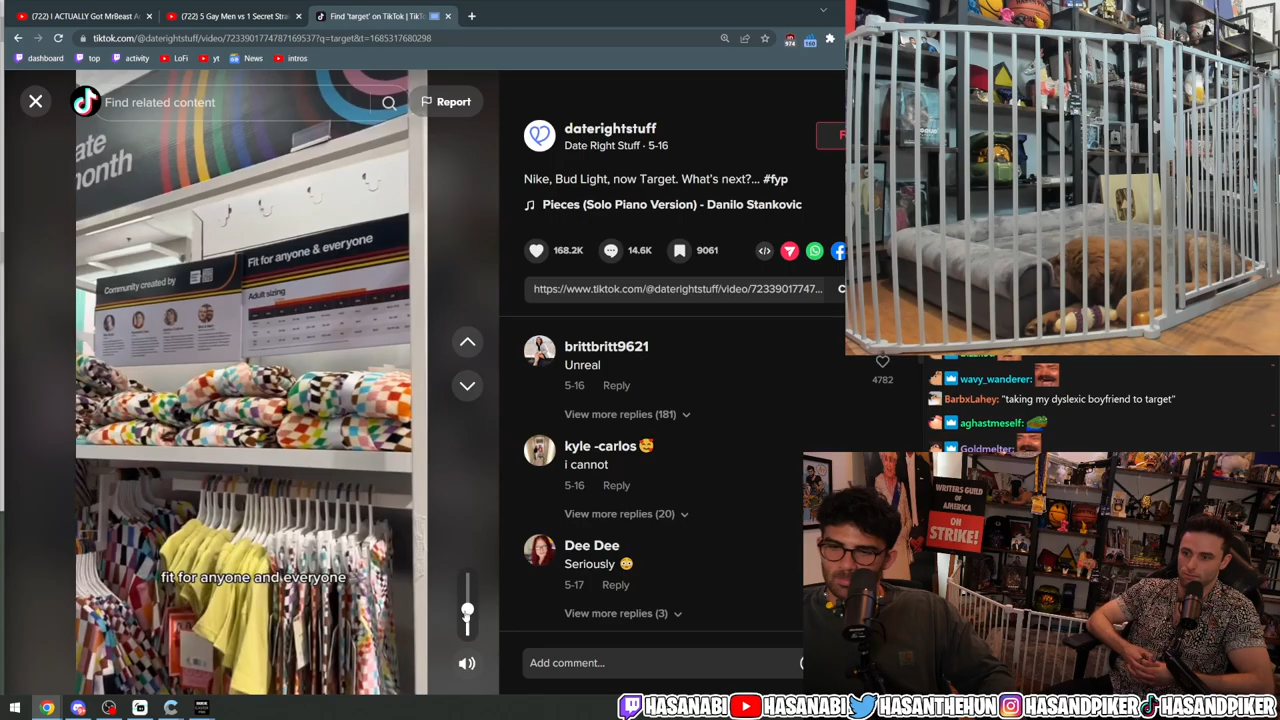 (722) I ACTUALLY Got MrBeast A
(722) 5 Gay Men vs 1 Secret Stra
Find 'target' on TikTok | TikT
tiktok.com/@daterightstuff/video/7233901774787169537?q=target&t=1685317680298
974
160
dashboard
top
activity
LoFi
yt
News
intros
Find related content
Report
ate
month
Community created by
Fit for anyone & everyone
Adult sizing
fit for anyone and everyone
daterightstuff
Date Right Stuff · 5-16
F
Nike, Bud Light, now Target. What's next?... #fyp
Pieces (Solo Piano Version) - Danilo Stankovic
168.2K
14.6K
9061
https://www.tiktok.com/@daterightstuff/video/72339017747...
brittbritt9621
Unreal
5-16
Reply
View more replies (181)
kyle -carlos🥰
i cannot
5-16
Reply
View more replies (20)
Dee Dee
Seriously 😳
5-17
Reply
View more replies (3)
Add comment...
4782
wavy_wanderer:
BarbxLahey: "taking my dyslexic boyfriend to target"
aghastmeself:
Goldmelter:
WRITERS GUILD
OF
AMERICA
ON
STRIKE!
HASANABI
HASANABI
HASANTHEHUN
HASANDPIKER
HASANDPIKER